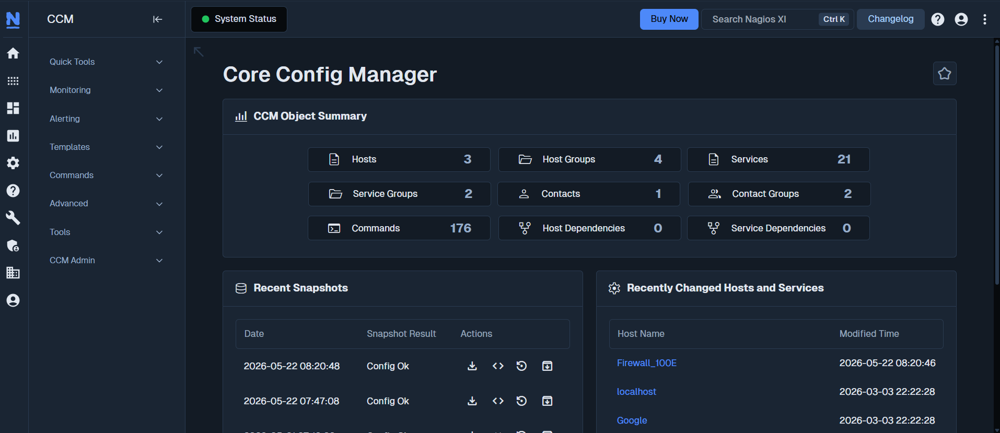 CCM
System Status
Buy Now
Search Nagios XI
Ctrl K
Changelog
Quick Tools
Monitoring
Alerting
Templates
Commands
Advanced
Tools
CCM Admin
Core Config Manager
CCM Object Summary
Hosts 3
Host Groups 4
Services 21
Service Groups 2
Contacts 1
Contact Groups 2
Commands 176
Host Dependencies 0
Service Dependencies 0
Recent Snapshots
Date Snapshot Result Actions
2026-05-22 08:20:48 Config Ok
2026-05-22 07:47:08 Config Ok
Recently Changed Hosts and Services
Host Name Modified Time
Firewall_100E 2026-05-22 08:20:46
localhost 2026-03-03 22:22:28
Google 2026-03-03 22:22:28